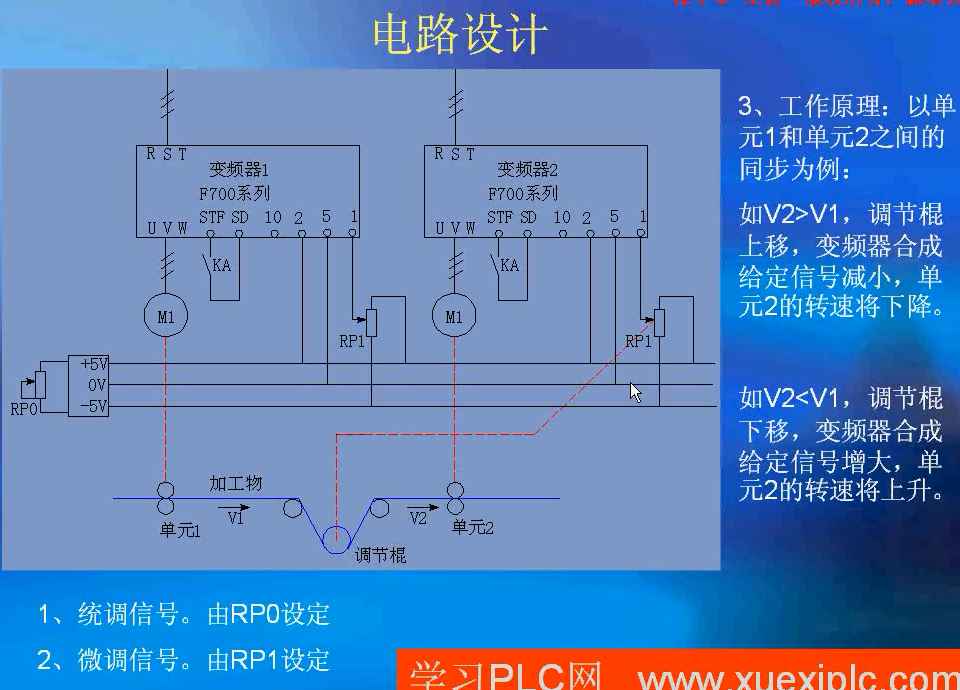 电路设计
R S T
变频器1
F700系列
STF SD 10 2 5 1
U V W
KA
M1
RP1
R S T
变频器2
F700系列
STF SD 10 2 5 1
U V W
KA
M1
RP1
+5V
0V
-5V
RP0
加工物
V1
V2
单元1
单元2
调节棍
3、工作原理：以单
元1和单元2之间的
同步为例：
如V2>V1，调节棍
上移，变频器合成
给定信号减小，单
元2的转速将下降。
如V2<V1，调节棍
下移，变频器合成
给定信号增大，单
元2的转速将上升。
1、统调信号。由RP0设定
2、微调信号。由RP1设定
学习PLC网 www.xuexiplc.com